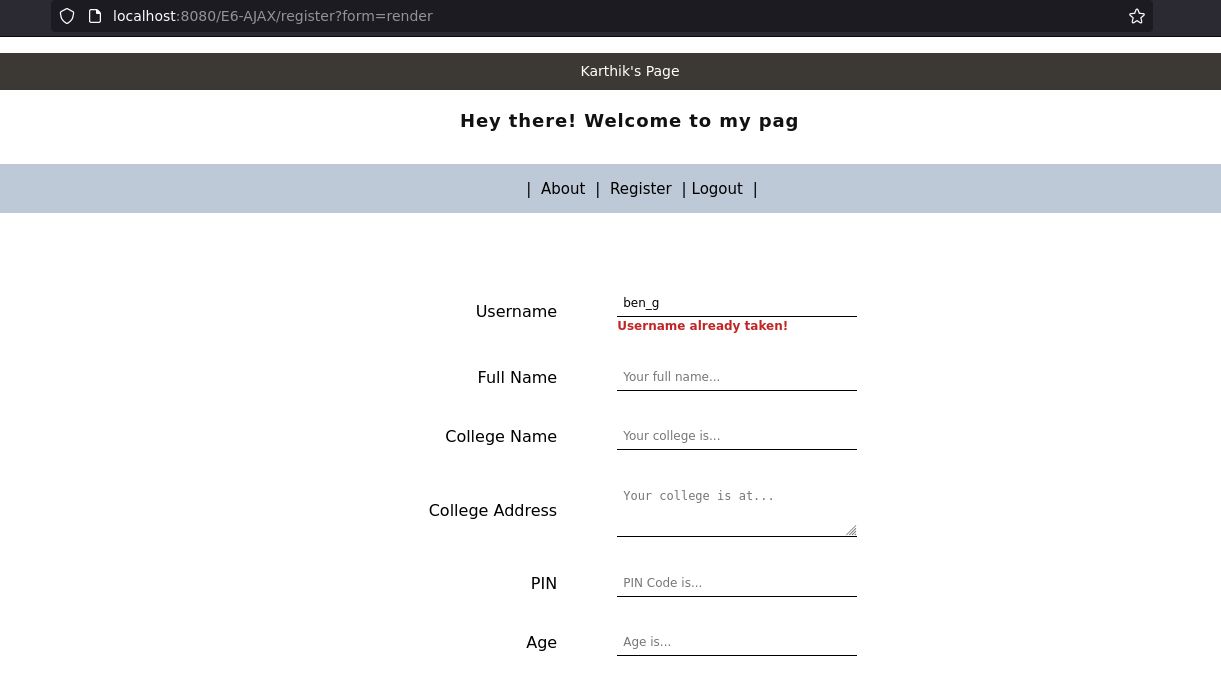 localhost:8080/E6-AJAX/register?form=render
Karthik's Page
Hey there! Welcome to my pag
| About | Register | Logout |
Username ben_g
Username already taken!
Full Name Your full name...
College Name Your college is...
College Address Your college is at...
PIN PIN Code is...
Age Age is...